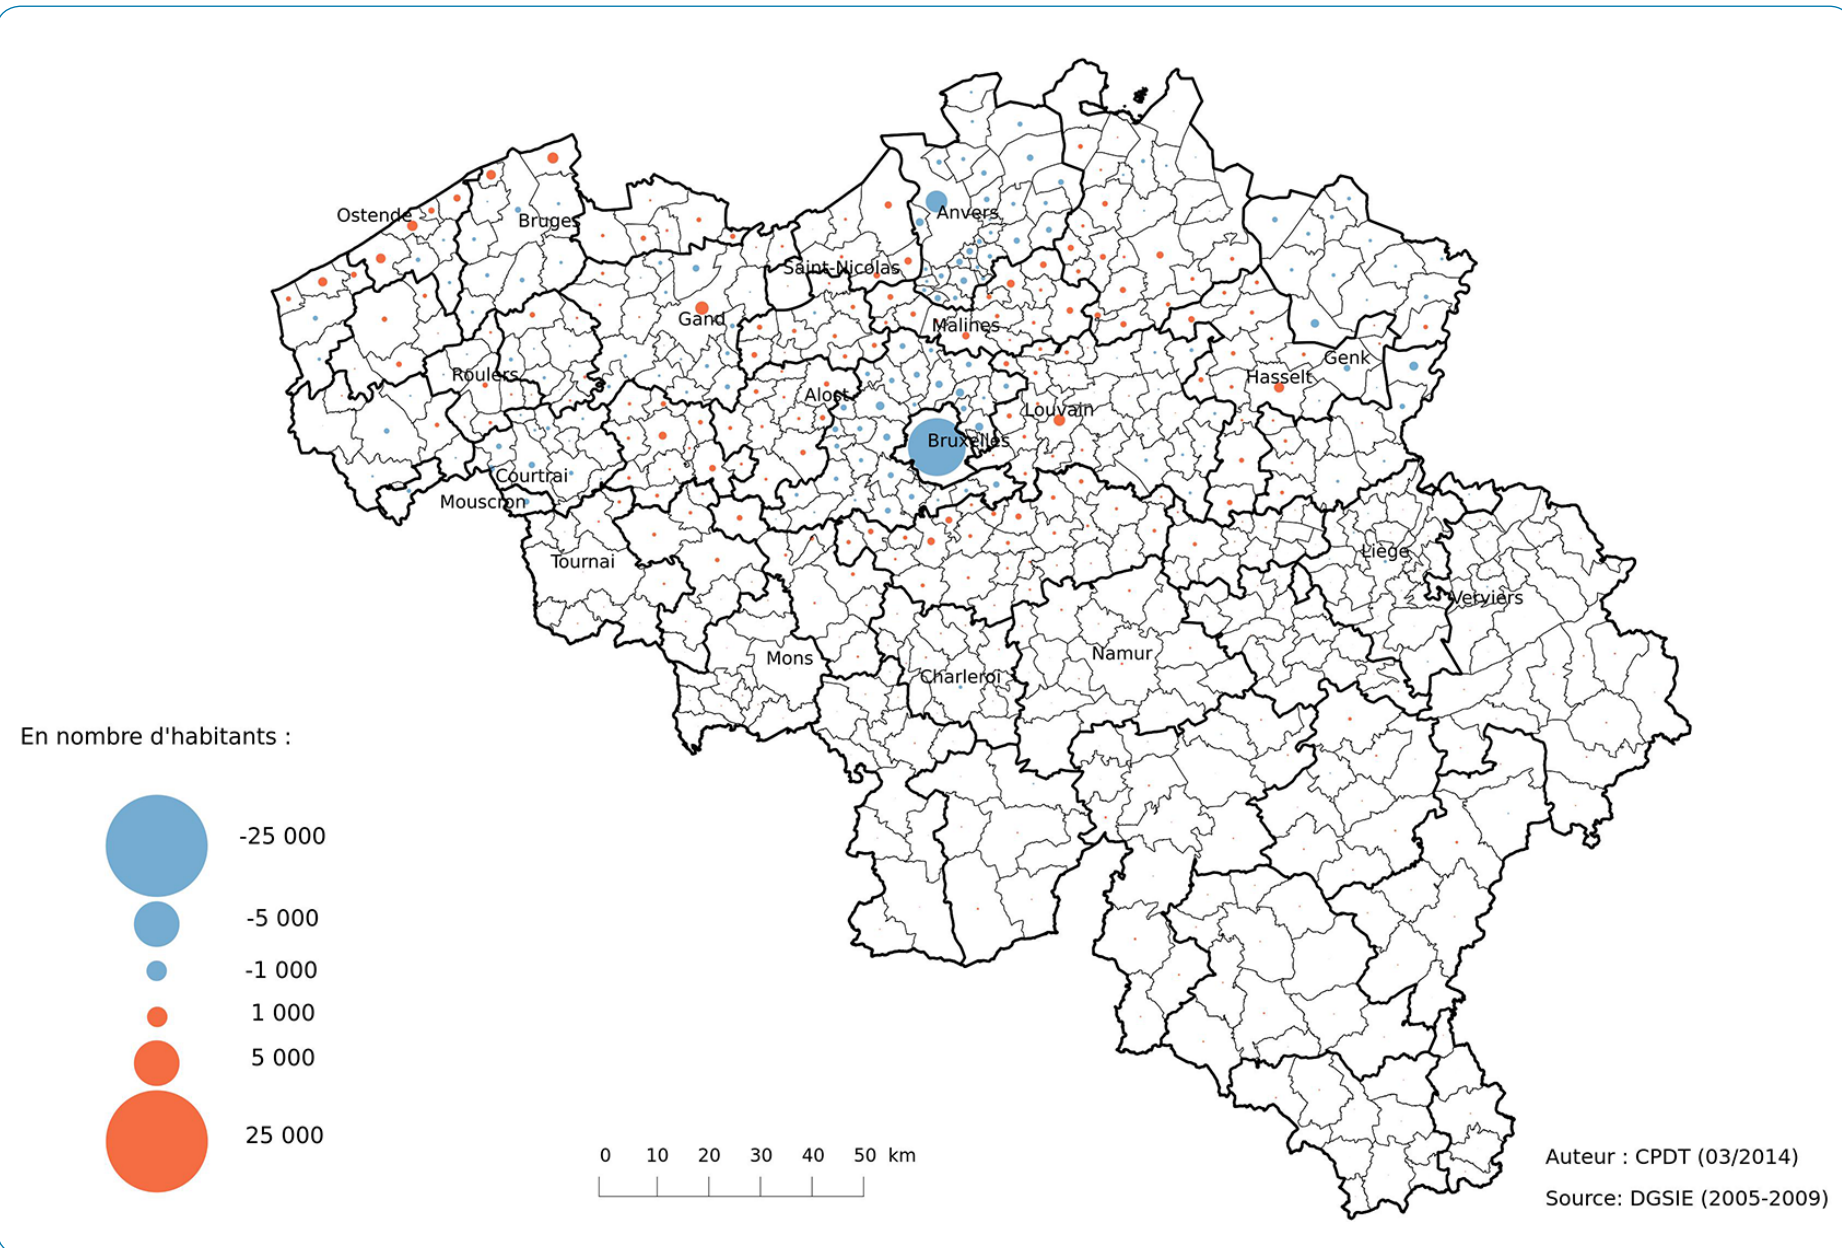 Ostende
Bruges
Anvers
Saint-Nicolas
Gand
Malines
Roulers
Genk
Hasselt
Alost
Louvain
Bruxelles
Courtrai
Mouscron
Tournai
Liège
Verviers
Mons
Namur
Charleroi
En nombre d'habitants :
-25 000
-5 000
-1 000
1 000
5 000
25 000
0 10 20 30 40 50 km
Auteur : CPDT (03/2014)
Source: DGSIE (2005-2009)